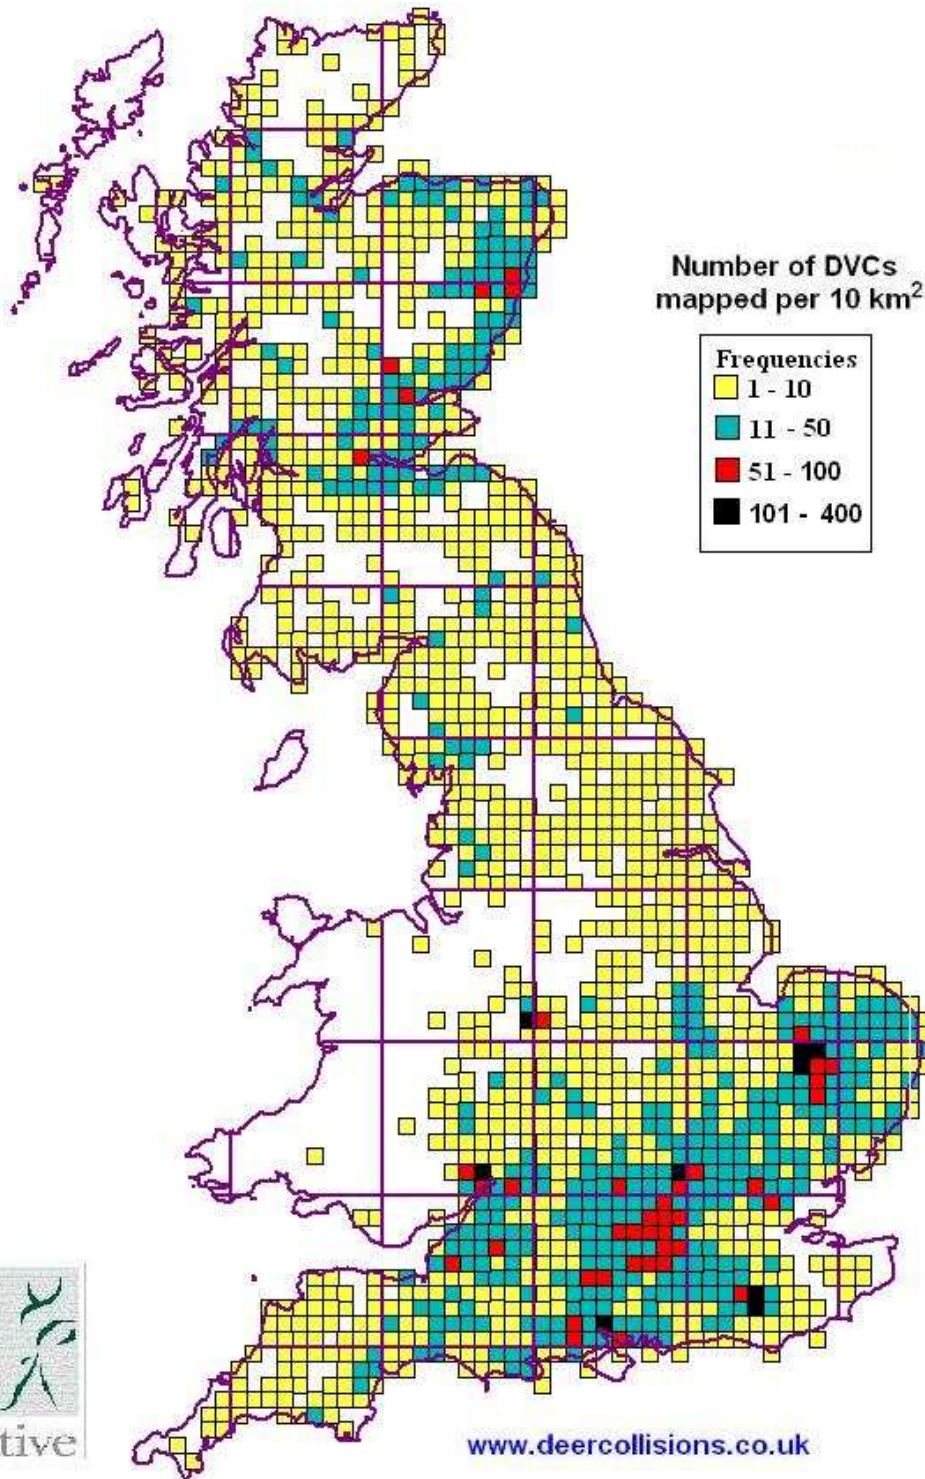 Number of DVCs
mapped per 10 km²
Frequencies
1 - 10
11 - 50
51 - 100
101 - 400
tive
www.deercollisions.co.uk